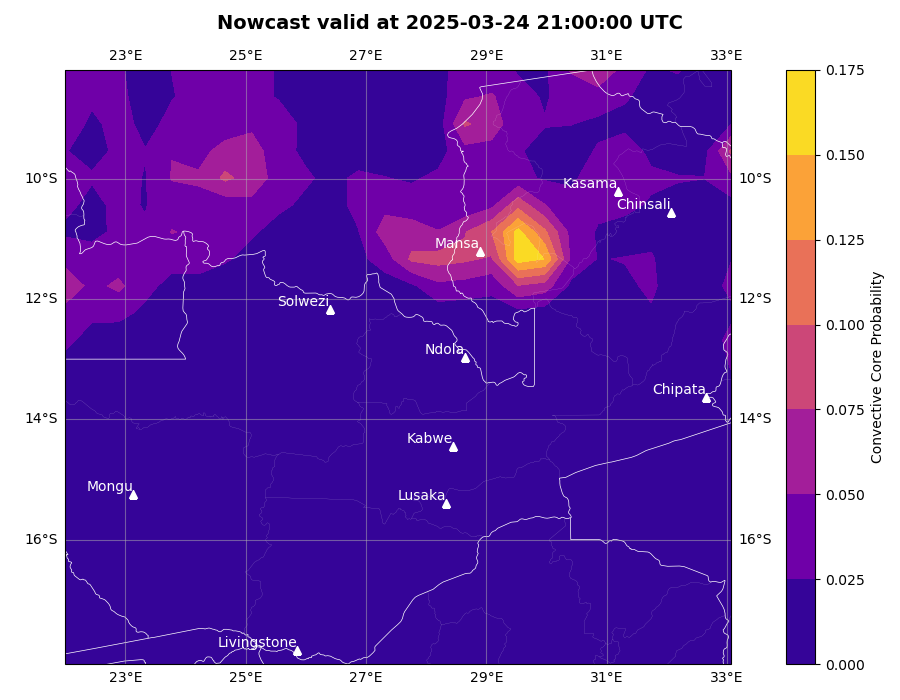 Nowcast valid at 2025-03-24 21:00:00 UTC
23°E 25°E 27°E 29°E 31°E 33°E
0.175
0.150
10°S 10°S
Kasama
Chinsali
0.125
Mansa
12°S 12°S
Solwezi
0.100
Ndola
Chipata
0.075
14°S 14°S
Kabwe
Mongu
Lusaka
0.050
16°S 16°S
0.025
Livingstone
0.000
23°E 25°E 27°E 29°E 31°E 33°E
Convective Core Probability